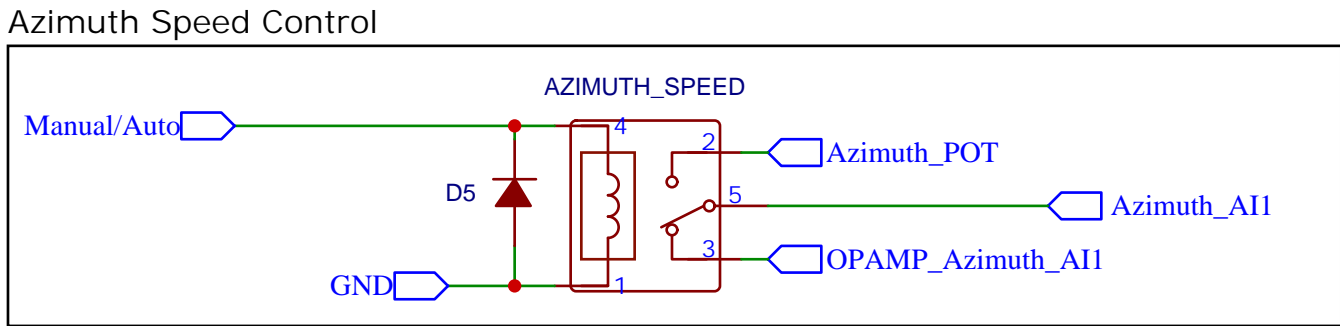 Azimuth Speed Control
AZIMUTH_SPEED
Manual/Auto
4
2
Azimuth_POT
D5
5
Azimuth_AI1
3
OPAMP_Azimuth_AI1
GND
1